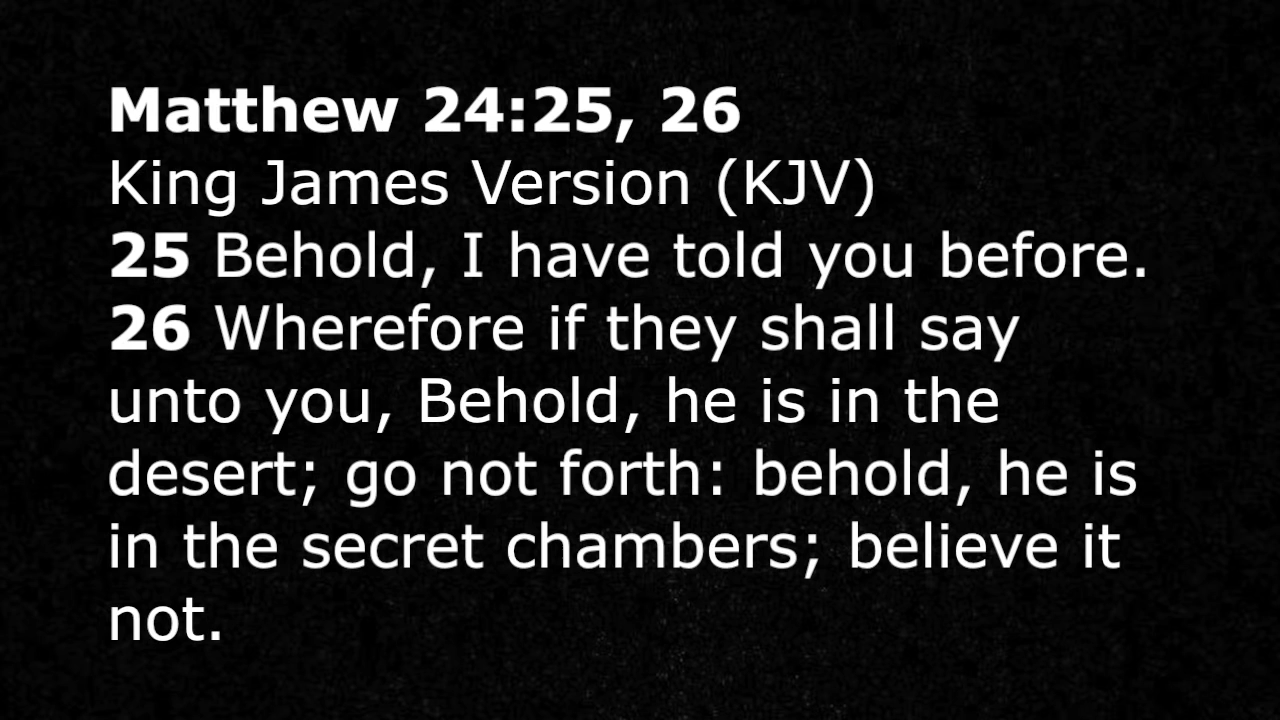 Matthew 24:25, 26
King James Version (KJV)
25 Behold, I have told you before.
26 Wherefore if they shall say
unto you, Behold, he is in the
desert; go not forth: behold, he is
in the secret chambers; believe it
not.